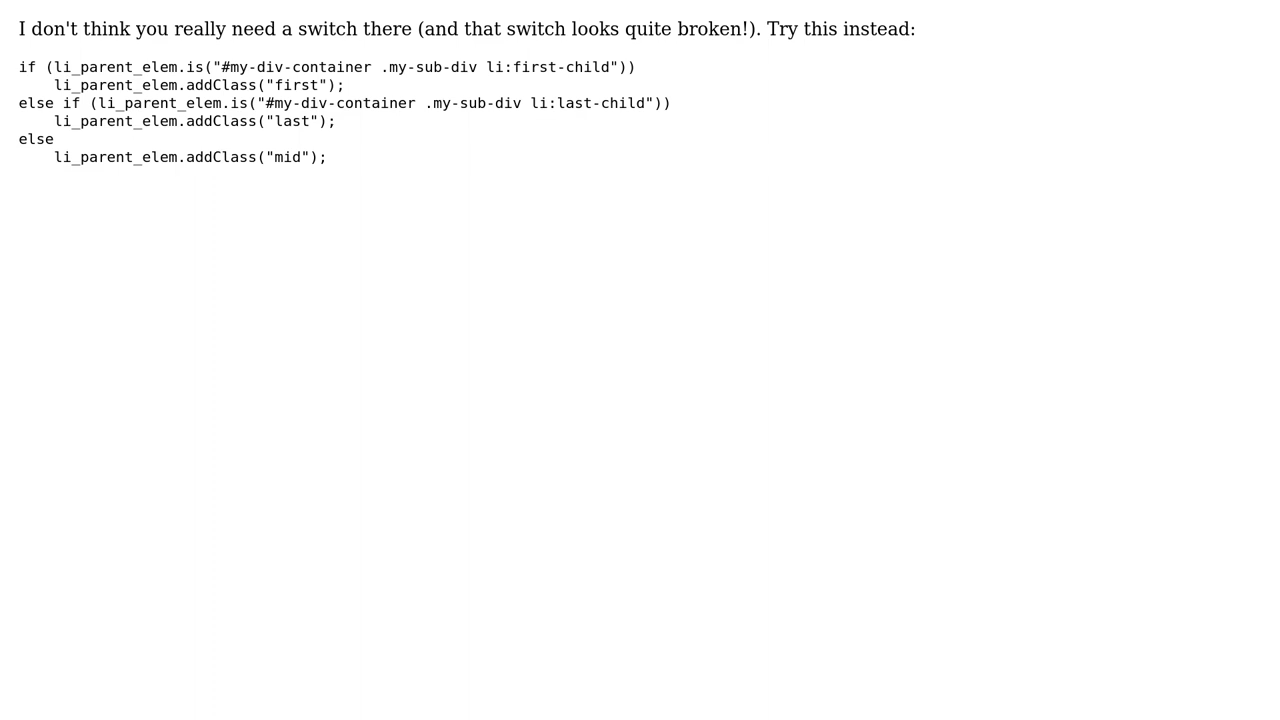 I don't think you really need a switch there (and that switch looks quite broken!). Try this instead:
if (li_parent_elem.is("#my-div-container .my-sub-div li:first-child"))
    li_parent_elem.addClass("first");
else if (li_parent_elem.is("#my-div-container .my-sub-div li:last-child"))
    li_parent_elem.addClass("last");
else
    li_parent_elem.addClass("mid");